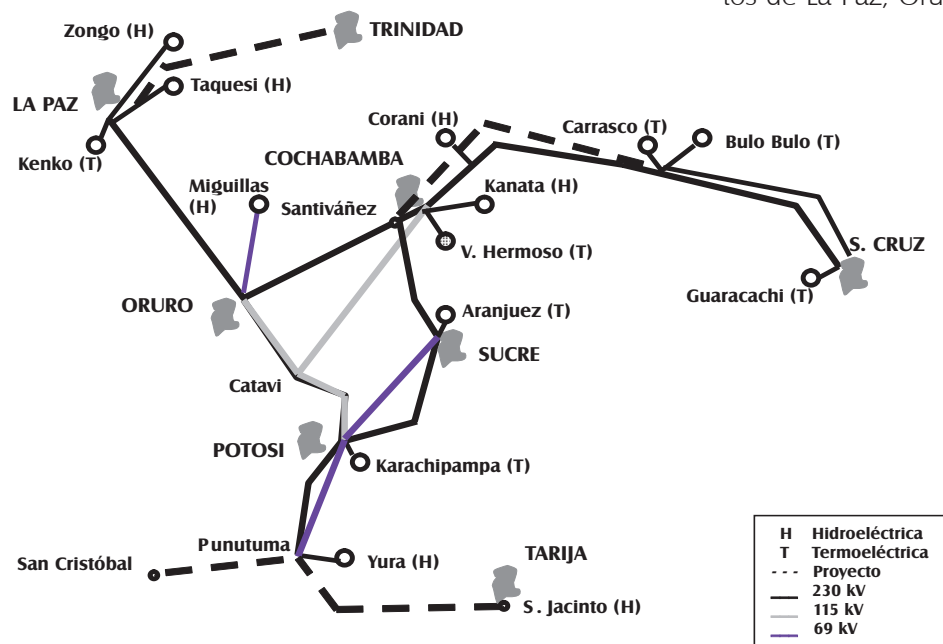 los de La Paz, Oru
Zongo (H)
TRINIDAD
Taquesi (H)
LA PAZ
Corani (H)
Carrasco (T)
Bulo Bulo (T)
Kenko (T)
COCHABAMBA
Miguillas
(H)
Kanata (H)
Santiváñez
V. Hermoso (T)
S. CRUZ
Guaracachi (T)
ORURO
Aranjuez (T)
SUCRE
Catavi
POTOSI
Karachipampa (T)
Punutuma
TARIJA
San Cristóbal
Yura (H)
S. Jacinto (H)
H Hidroeléctrica
T Termoeléctrica
- - - - Proyecto
230 kV
115 kV
69 kV